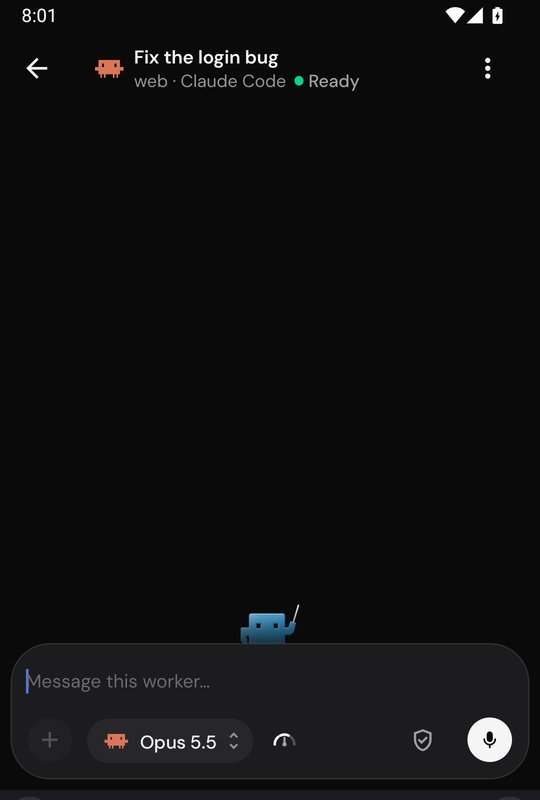 8:01
Fix the login bug
web · Claude Code ● Ready
Message this worker...
Opus 5.5